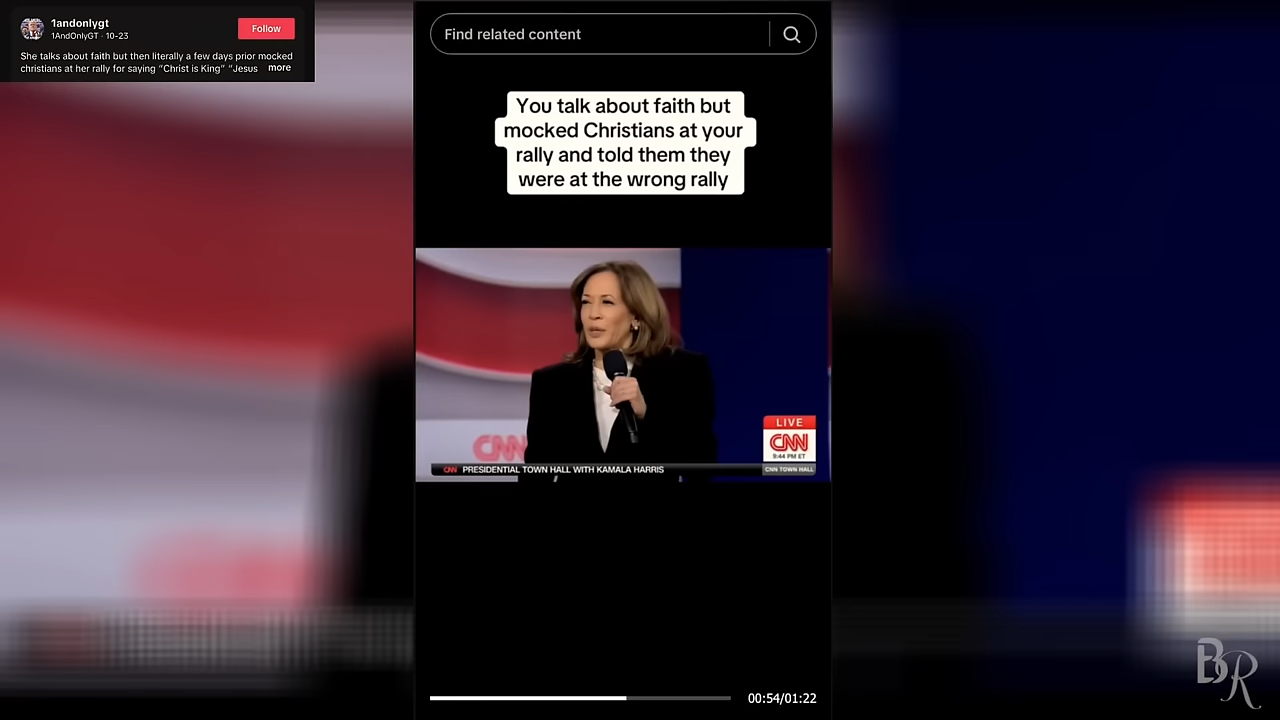 1andonlygt
1AndOnlyGT · 10-23
Follow
She talks about faith but then literally a few days prior mocked
christians at her rally for saying “Christ is King” “Jesus more
Find related content
You talk about faith but
mocked Christians at your
rally and told them they
were at the wrong rally
CNN
LIVE
CNN
9:44 PM ET
CNN PRESIDENTIAL TOWN HALL WITH KAMALA HARRIS
CNN TOWN HALL
00:54/01:22
BR